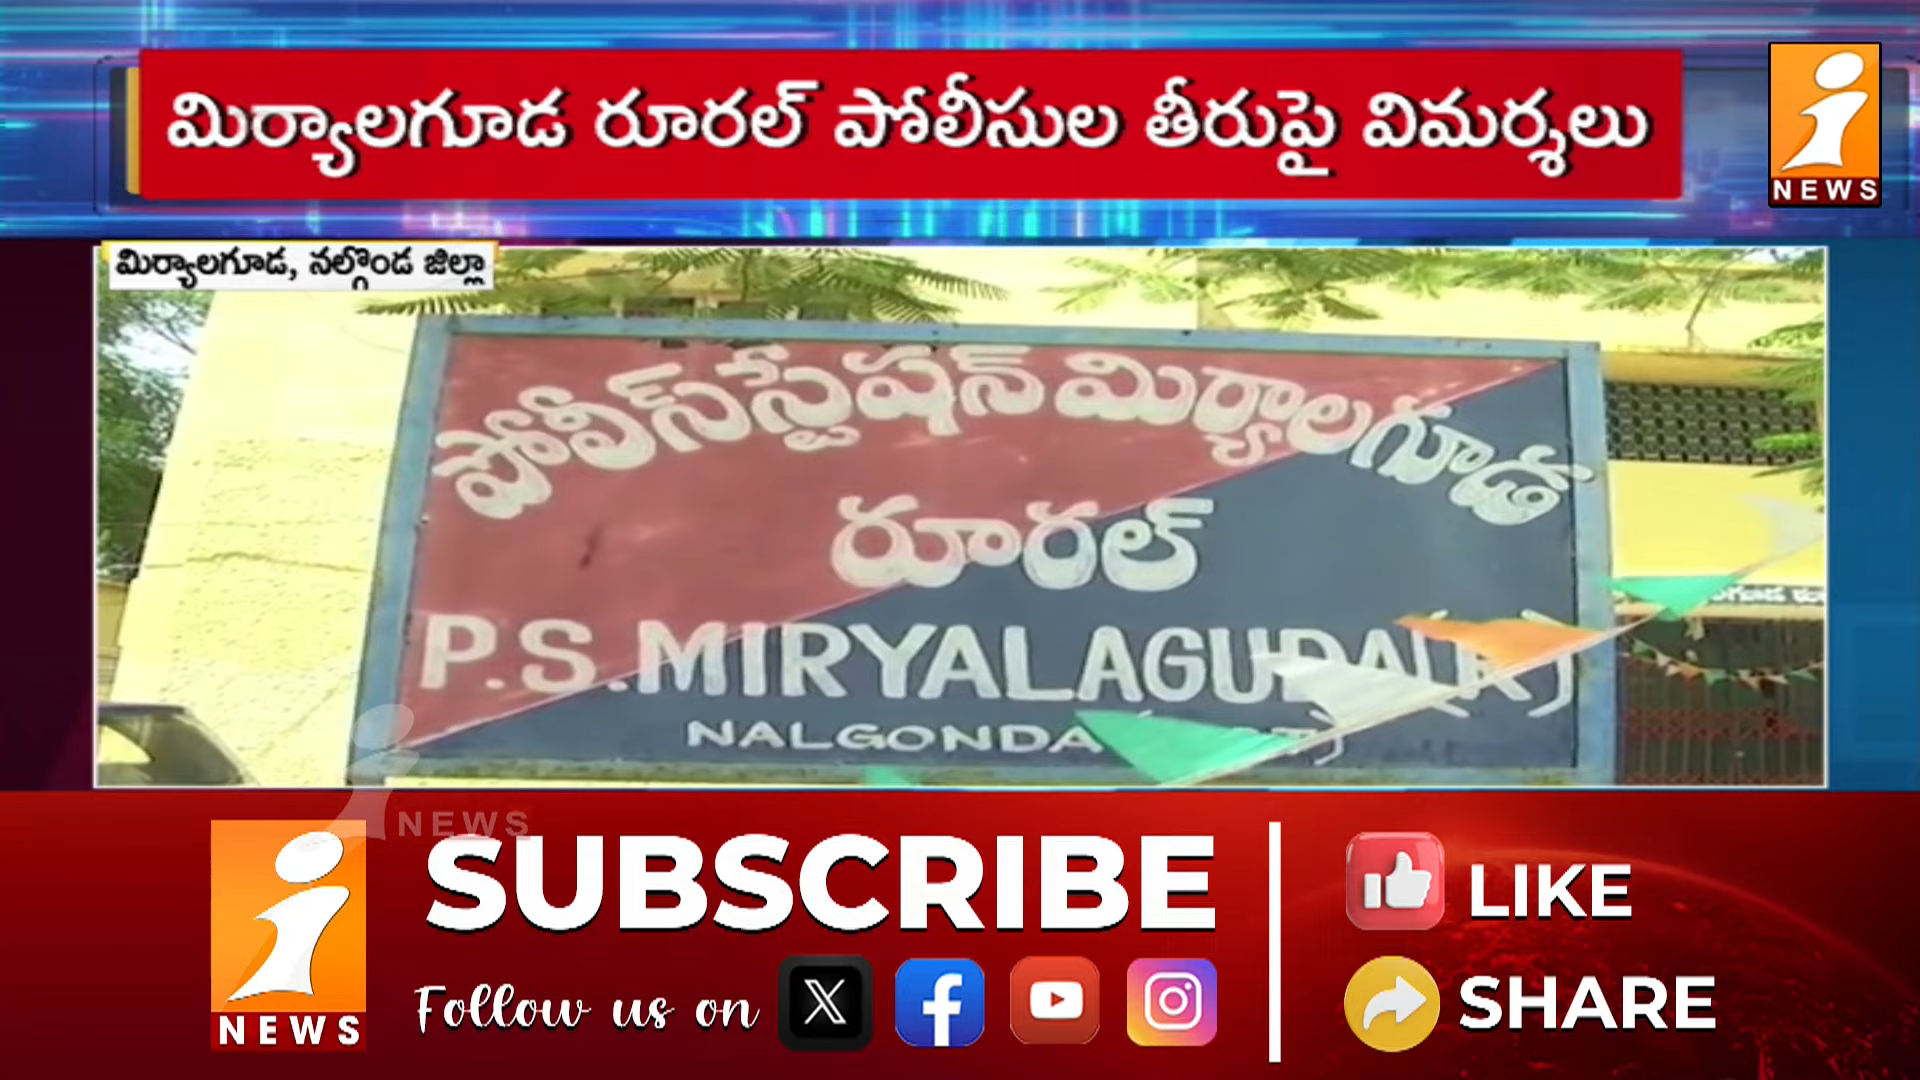 మిర్యాలగూడ రూరల్ పోలీసుల తీరుపై విమర్శలు
NEWS
మిర్యాలగూడ, నల్గొండ జిల్లా
పోలీస్ స్టేషన్ మిర్యాలగూడ
రూరల్
P.S. MIRYALAGUDA(R)
NALGONDA
NEWS
SUBSCRIBE
LIKE
Follow us on
SHARE
NEWS